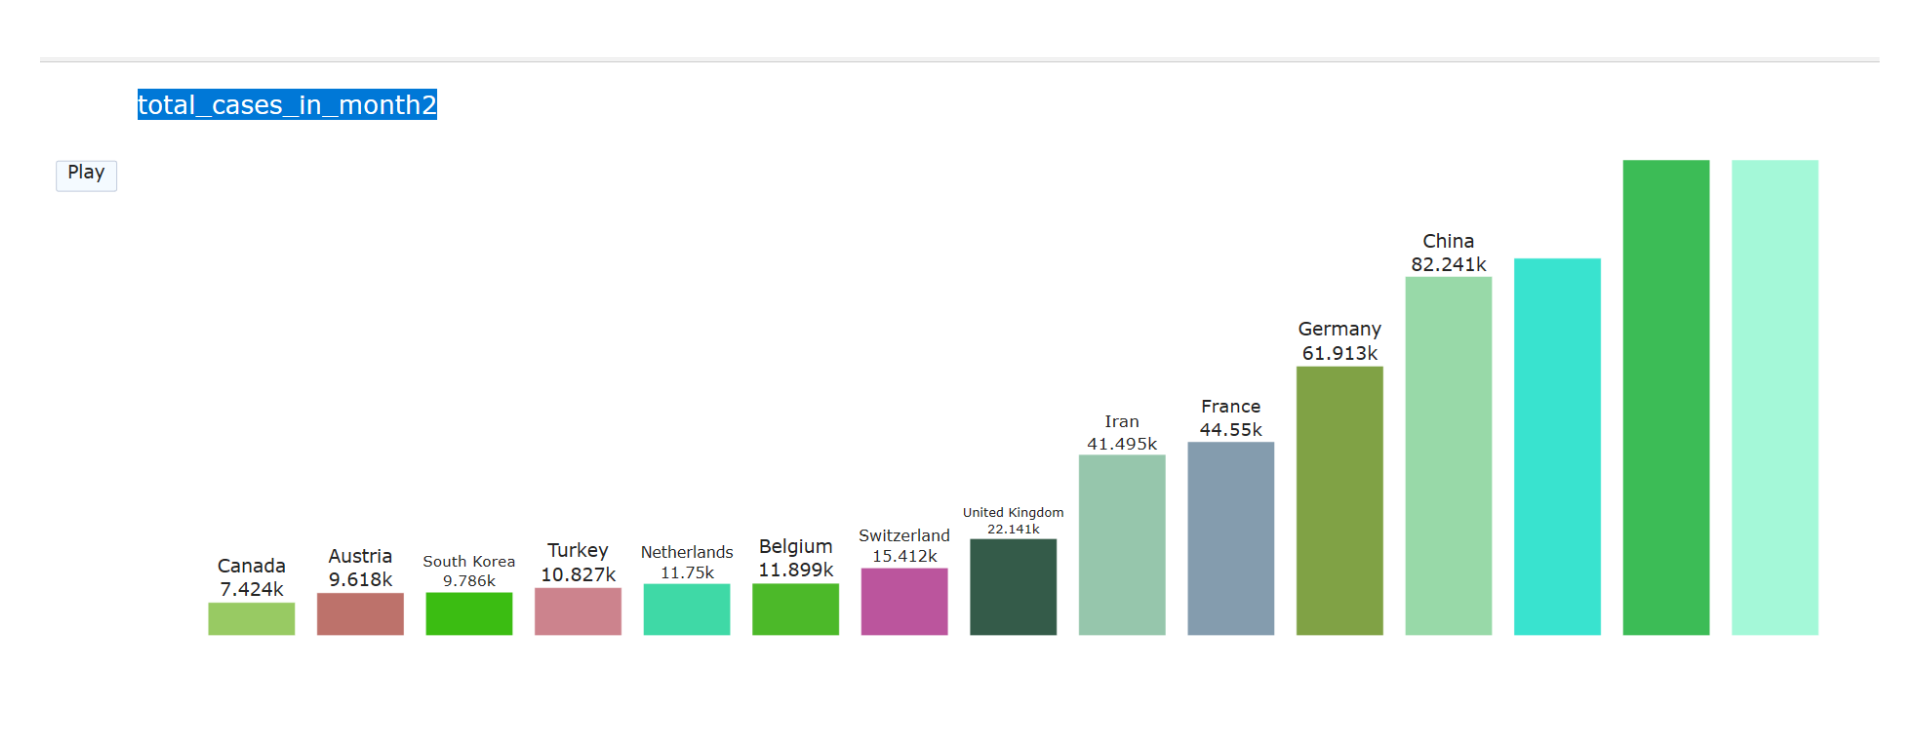 total_cases_in_month2
Play
Canada
7.424k
Austria
9.618k
South Korea
9.786k
Turkey
10.827k
Netherlands
11.75k
Belgium
11.899k
Switzerland
15.412k
United Kingdom
22.141k
Iran
41.495k
France
44.55k
Germany
61.913k
China
82.241k